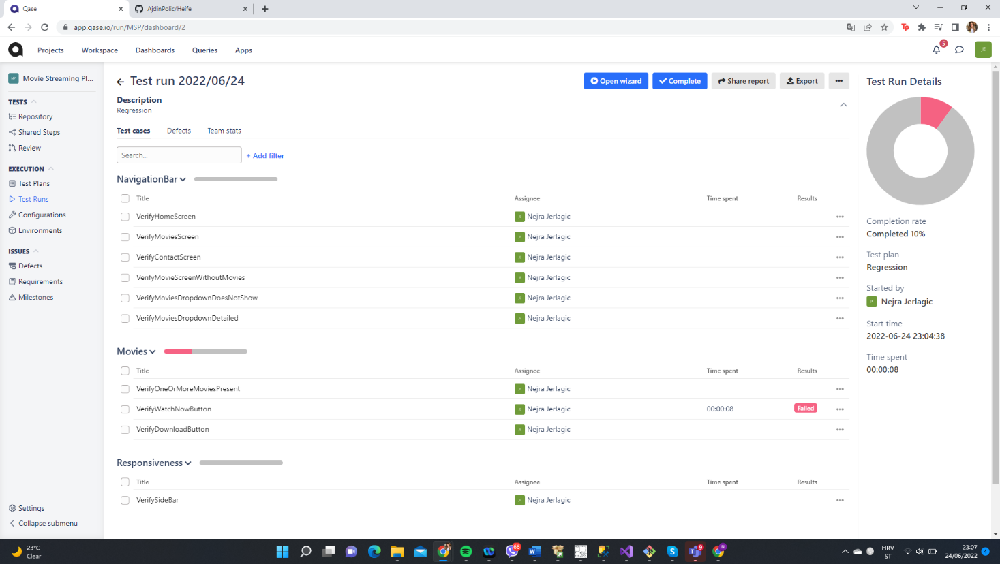 Qase
AjdinPolic/Heife
app.qase.io/run/MSP/dashboard/2
Projects
Workspace
Dashboards
Queries
Apps
5
JE
MP
Movie Streaming Pl...
TESTS
Repository
Shared Steps
Review
EXECUTION
Test Plans
Test Runs
Configurations
Environments
ISSUES
Defects
Requirements
Milestones
Settings
Collapse submenu
Test run 2022/06/24
Open wizard
Complete
Share report
Export
Description
Regression
Test cases
Defects
Team stats
Search...
+ Add filter
NavigationBar
Title Assignee Time spent Results
VerifyHomeScreen Nejra Jerlagic
VerifyMoviesScreen Nejra Jerlagic
VerifyContactScreen Nejra Jerlagic
VerifyMovieScreenWithoutMovies Nejra Jerlagic
VerifyMoviesDropdownDoesNotShow Nejra Jerlagic
VerifyMoviesDropdownDetailed Nejra Jerlagic
Movies
Title Assignee Time spent Results
VerifyOneOrMoreMoviesPresent Nejra Jerlagic
VerifyWatchNowButton Nejra Jerlagic 00:00:08 Failed
VerifyDownloadButton Nejra Jerlagic
Responsiveness
Title Assignee Time spent Results
VerifySideBar Nejra Jerlagic
Test Run Details
Completion rate
Completed 10%
Test plan
Regression
Started by
Nejra Jerlagic
Start time
2022-06-24 23:04:38
Time spent
00:00:08
23°C
Clear
66
9
N
HRV
ST
23:07
24/06/2022
4